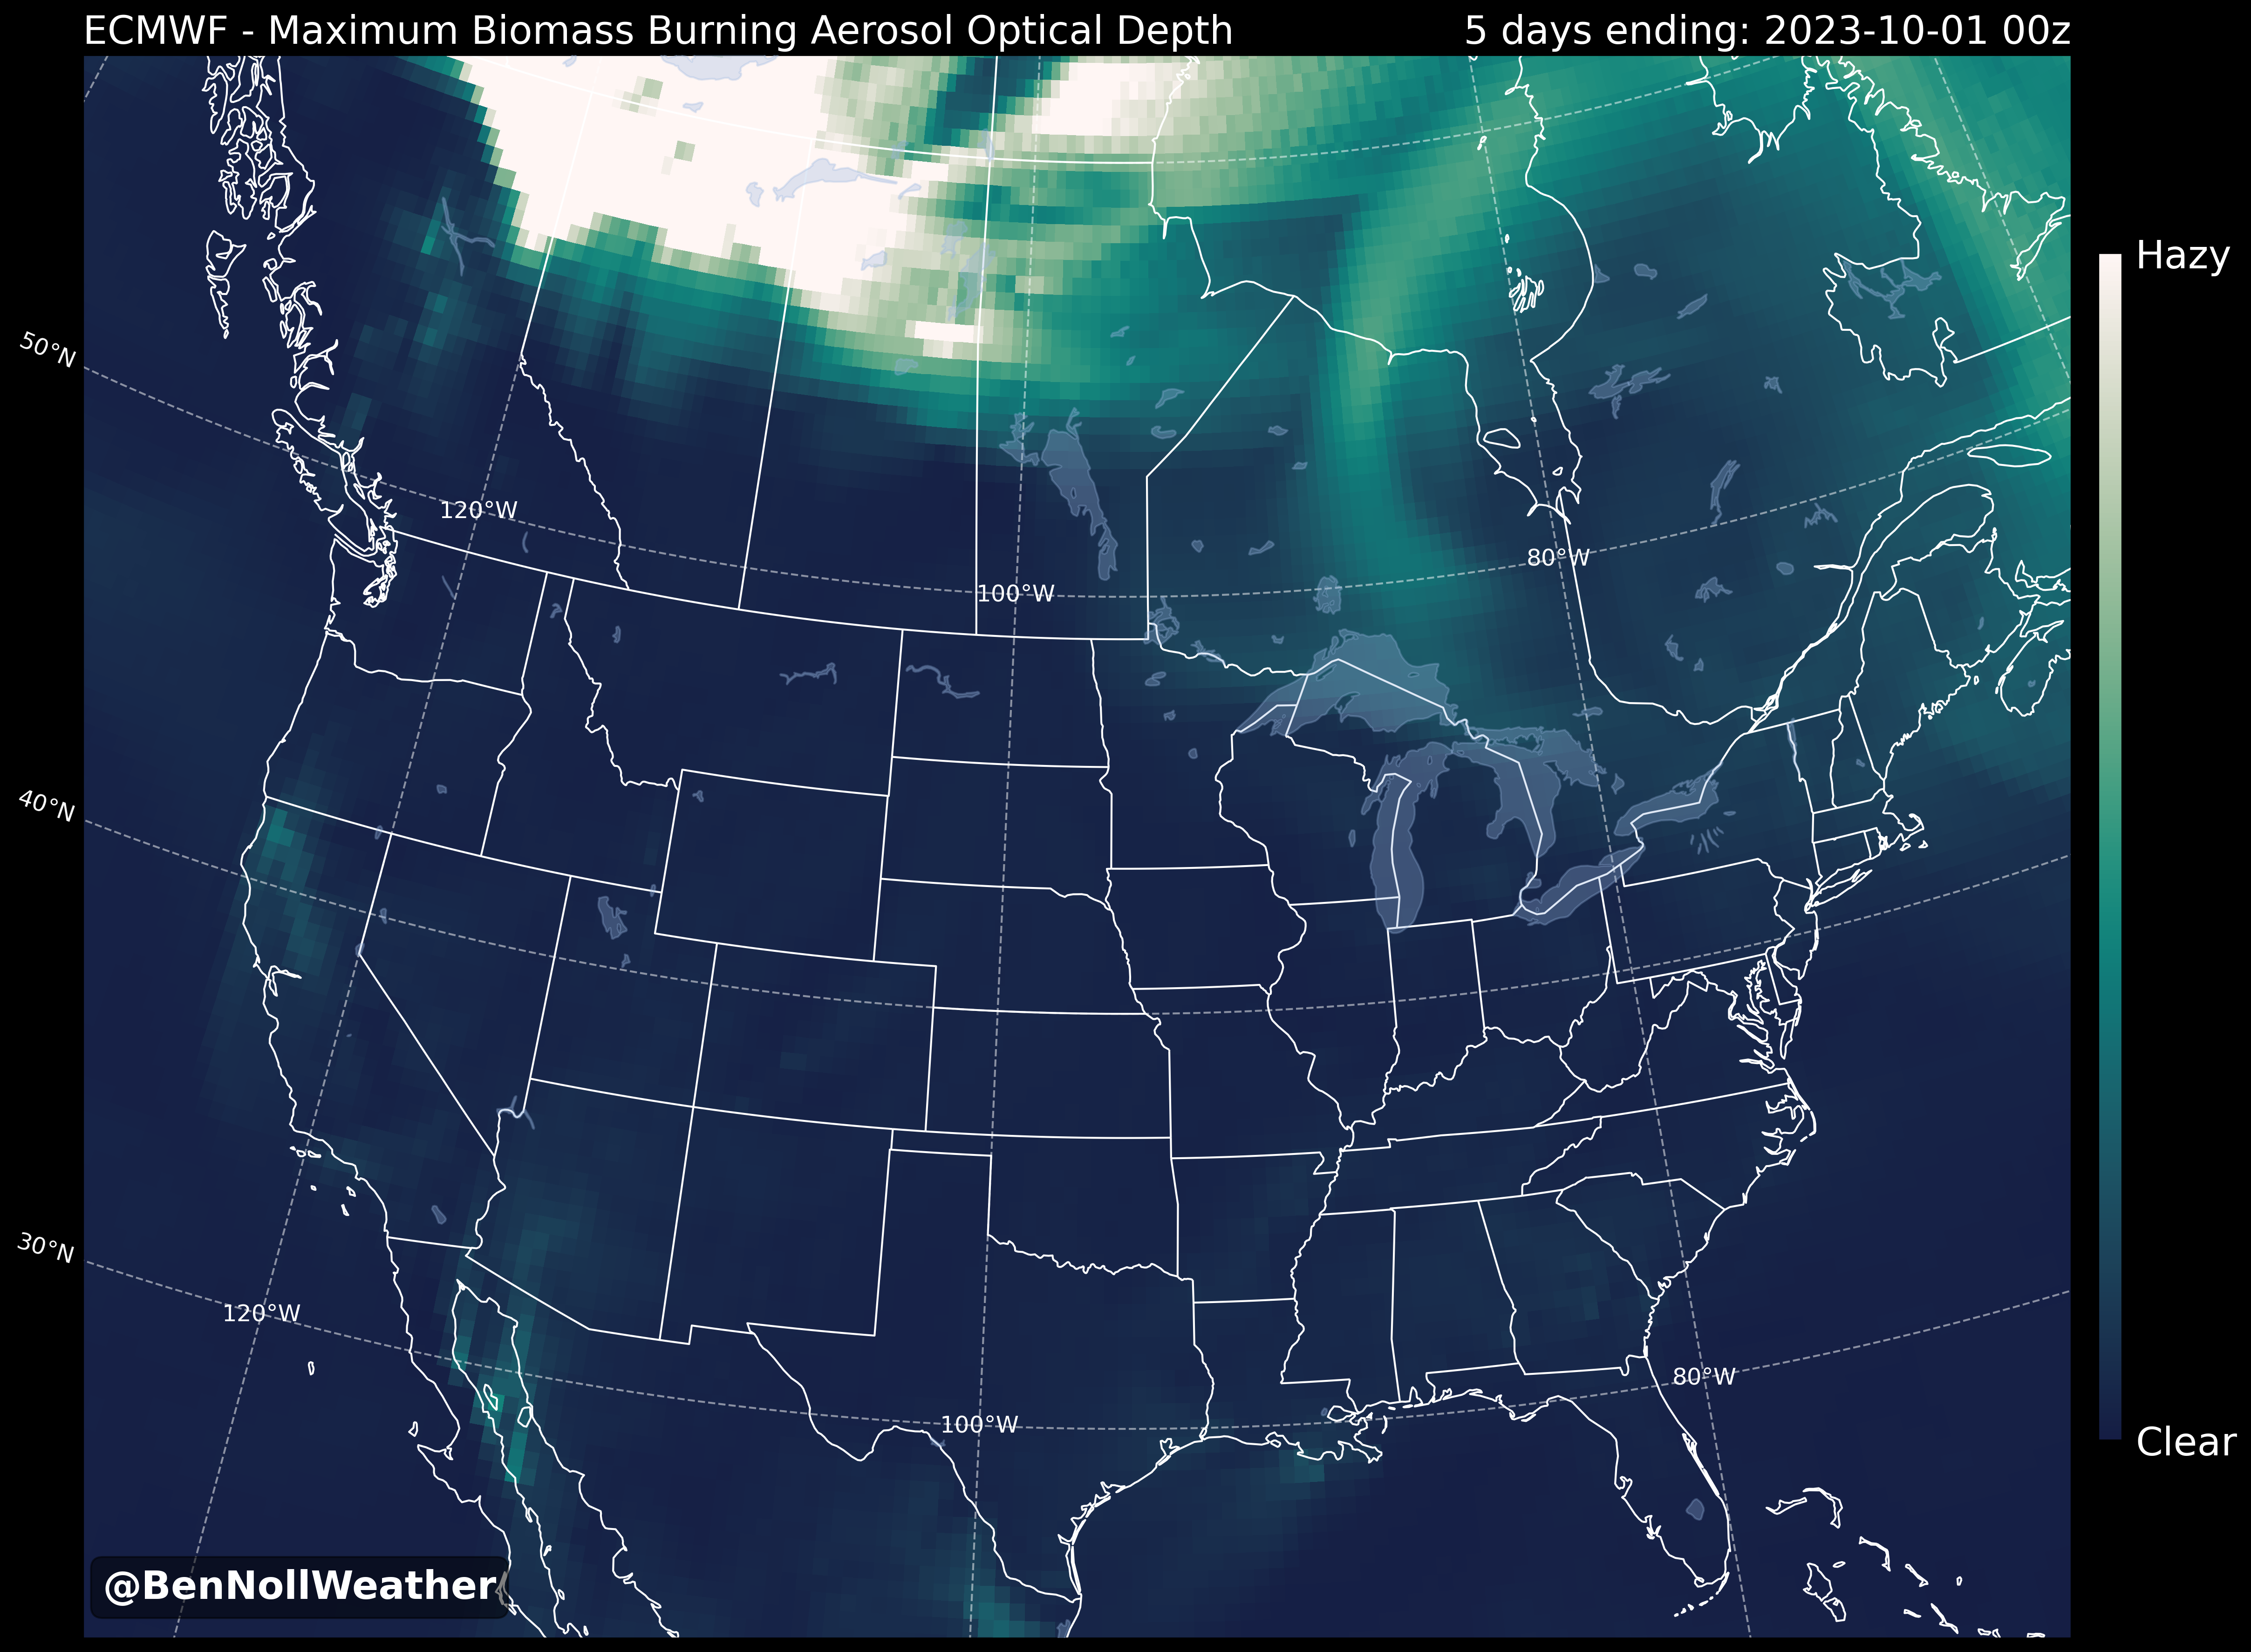 ECMWF - Maximum Biomass Burning Aerosol Optical Depth
5 days ending: 2023-10-01 00z
Hazy
50°N
120°W
80°W
100°W
40°N
30°N
120°W
80°W
100°W
Clear
@BenNollWeather